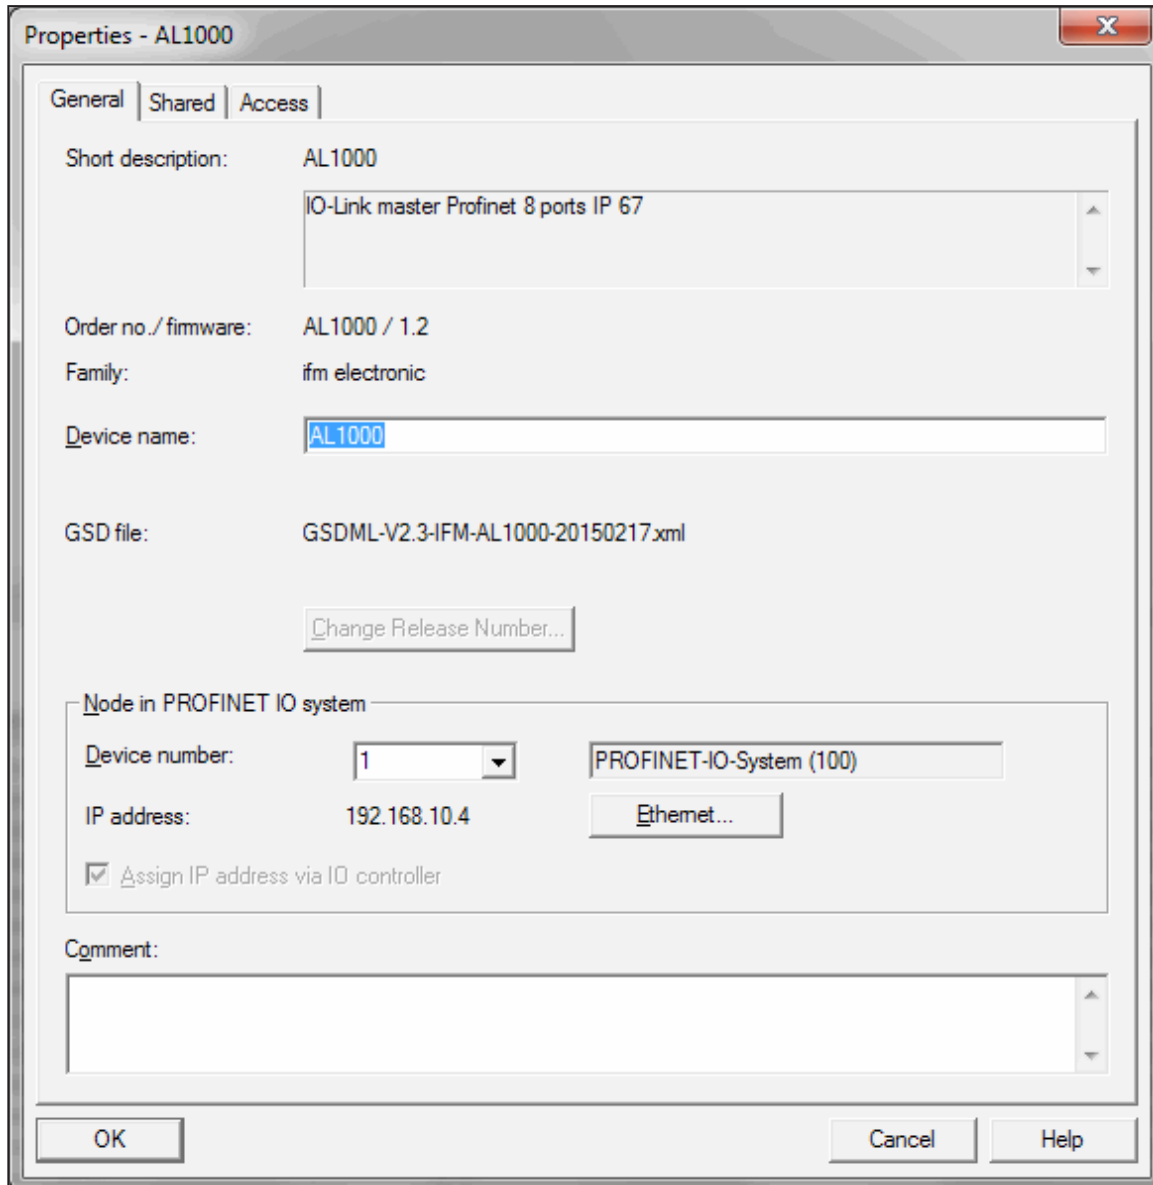 Properties - AL1000
General Shared Access
Short description: AL1000
IO-Link master Profinet 8 ports IP 67
Order no./ firmware: AL1000 / 1.2
Family: ifm electronic
Device name: AL1000
GSD file: GSDML-V2.3-IFM-AL1000-20150217.xml
Change Release Number...
Node in PROFINET IO system
Device number: 1 PROFINET-IO-System (100)
IP address: 192.168.10.4 Ethernet...
Assign IP address via IO controller
Comment:
OK Cancel Help